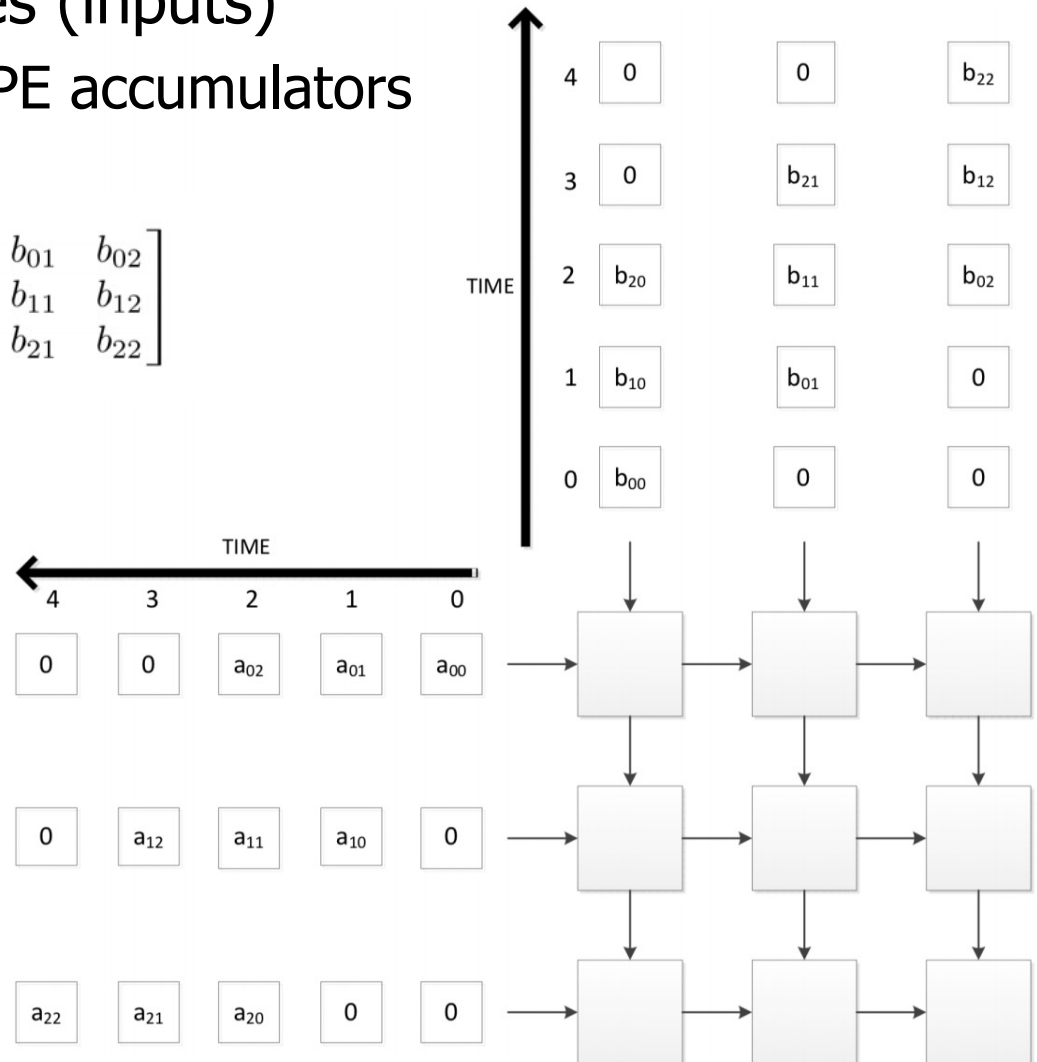 (inputs)
PE accumulators
4 0 0 b₂₂
3 0 b₂₁ b₁₂
b₀₁ b₀₂
b₁₁ b₁₂
b₂₁ b₂₂
TIME
2 b₂₀ b₁₁ b₀₂
1 b₁₀ b₀₁ 0
0 b₀₀ 0 0
TIME
4 3 2 1 0
0 0 a₀₂ a₀₁ a₀₀
0 a₁₂ a₁₁ a₁₀ 0
a₂₂ a₂₁ a₂₀ 0 0